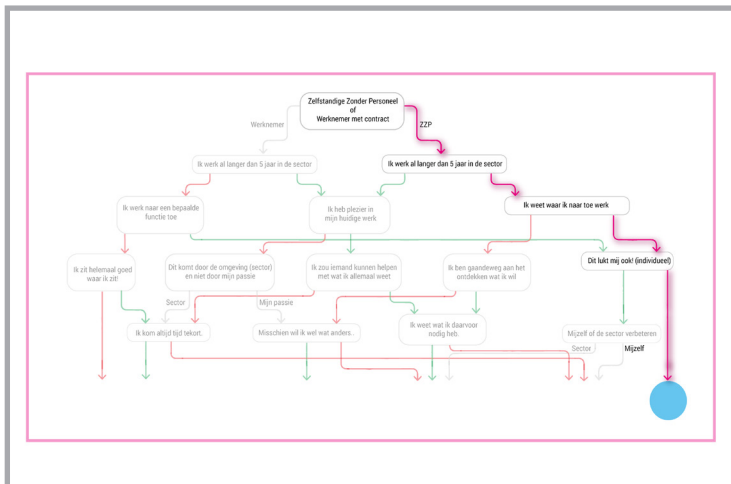 Zelfstandige Zonder Personeel
of
Werknemer met contract
Werknemer
ZZP
Ik werk al langer dan 5 jaar in de sector
Ik werk al langer dan 5 jaar in de sector
Ik werk naar een bepaalde
functie toe
Ik heb plezier in
mijn huidige werk
Ik weet waar ik naar toe werk
Ik zit helemaal goed
waar ik zit!
Dit komt door de omgeving (sector)
en niet door mijn passie
Ik zou iemand kunnen helpen
met wat ik allemaal weet
Ik ben gaandeweg aan het
ontdekken wat ik wil
Dit lukt mij ook! (individueel)
Sector
Mijn passie
Ik kom altijd tijd tekort.
Misschien wil ik wel wat anders.
Ik weet wat ik daarvoor
nodig heb.
Mijzelf of de sector verbeteren
Sector
Mijzelf